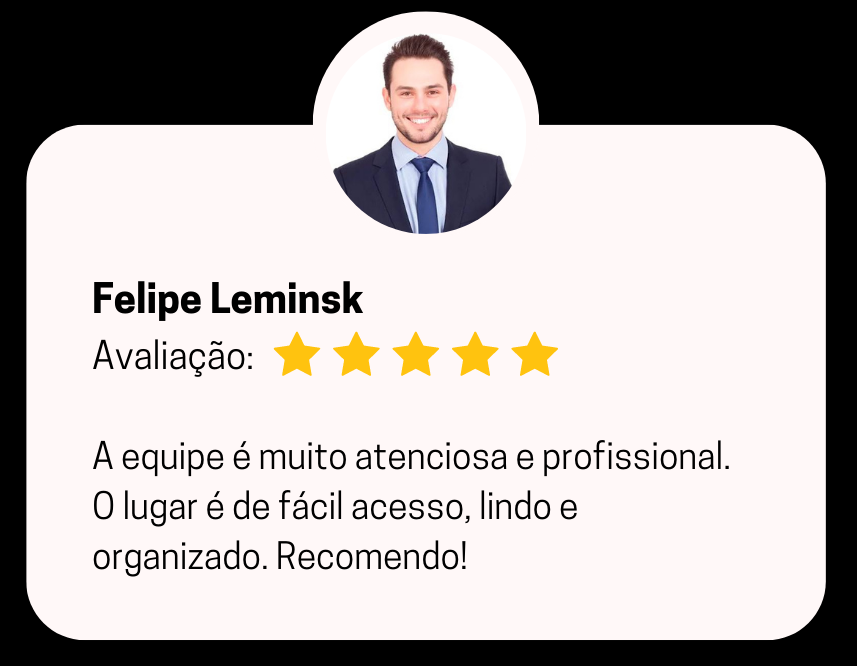 Felipe Leminsk
Avaliação:
A equipe é muito atenciosa e profissional.
O lugar é de fácil acesso, lindo e
organizado. Recomendo!